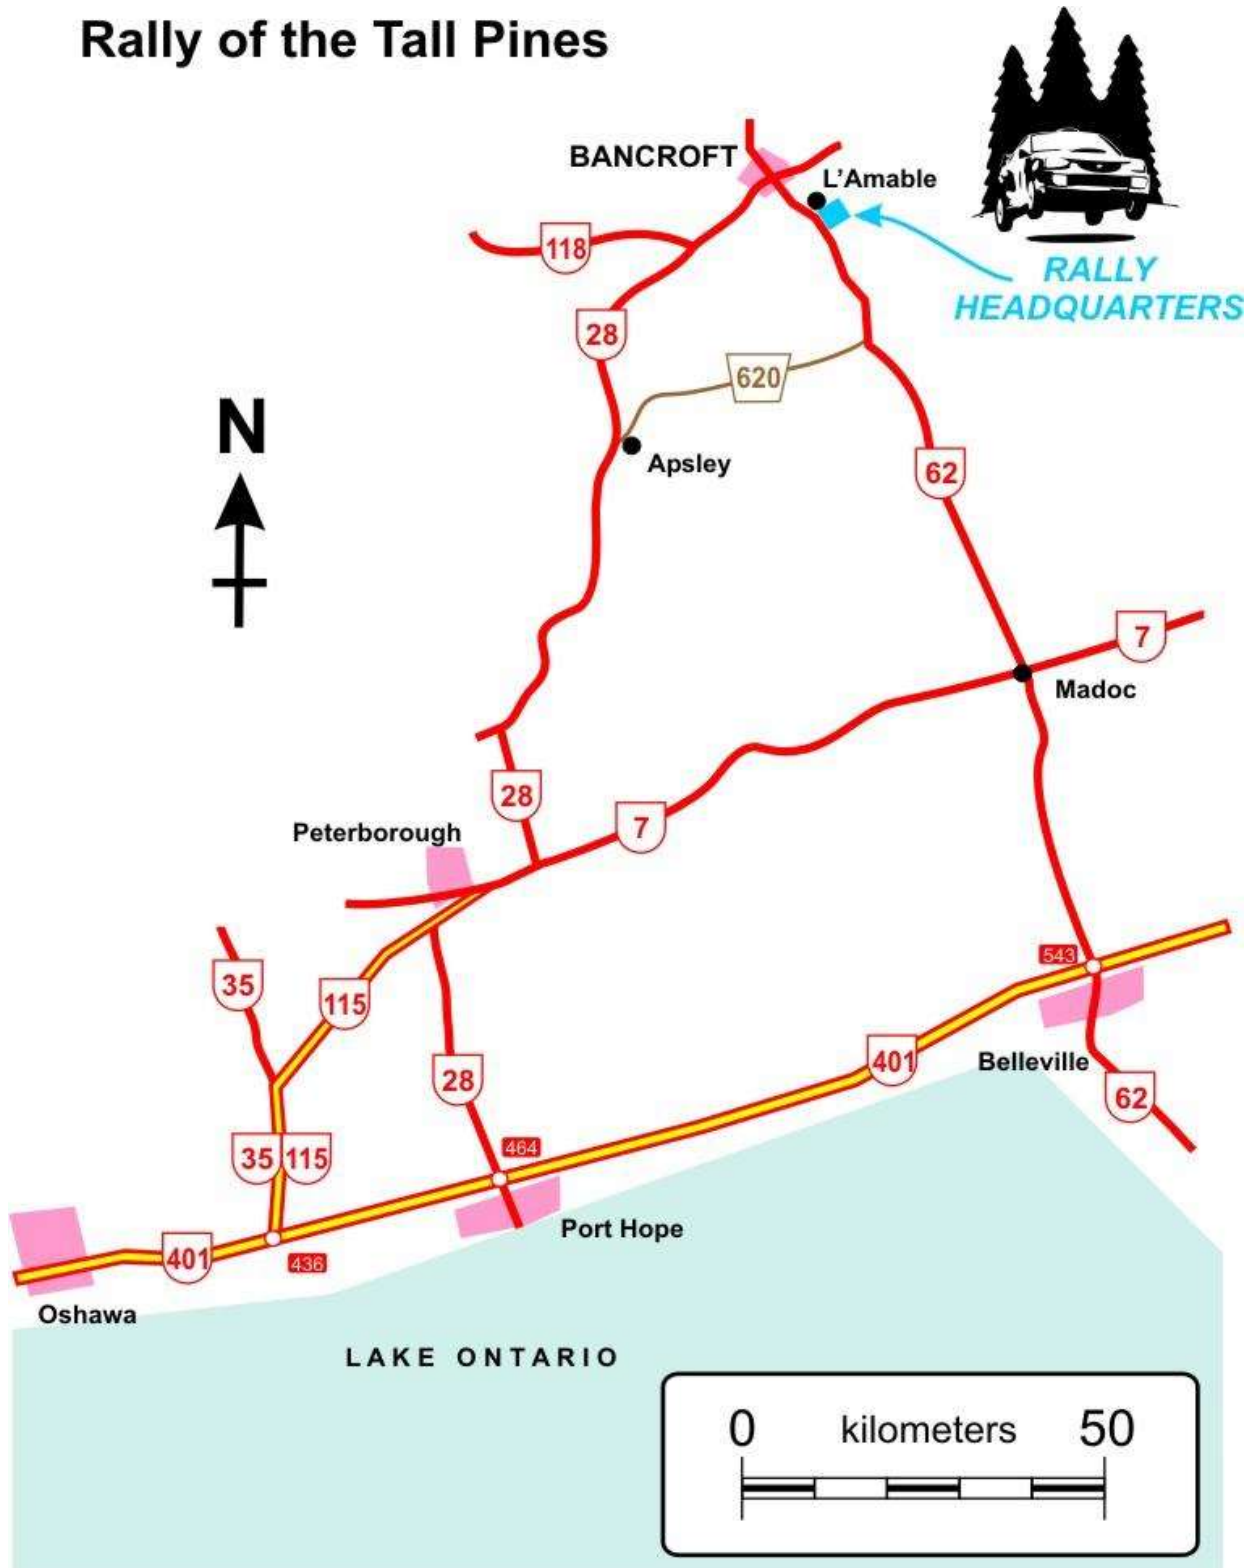 Rally of the Tall Pines
BANCROFT
L'Amable
118
RALLY
HEADQUARTERS
28
620
N
Apsley
62
7
Madoc
28
7
Peterborough
35
115
543
28
401
Belleville
62
35
115
464
Port Hope
401
436
Oshawa
LAKE ONTARIO
0 kilometers 50